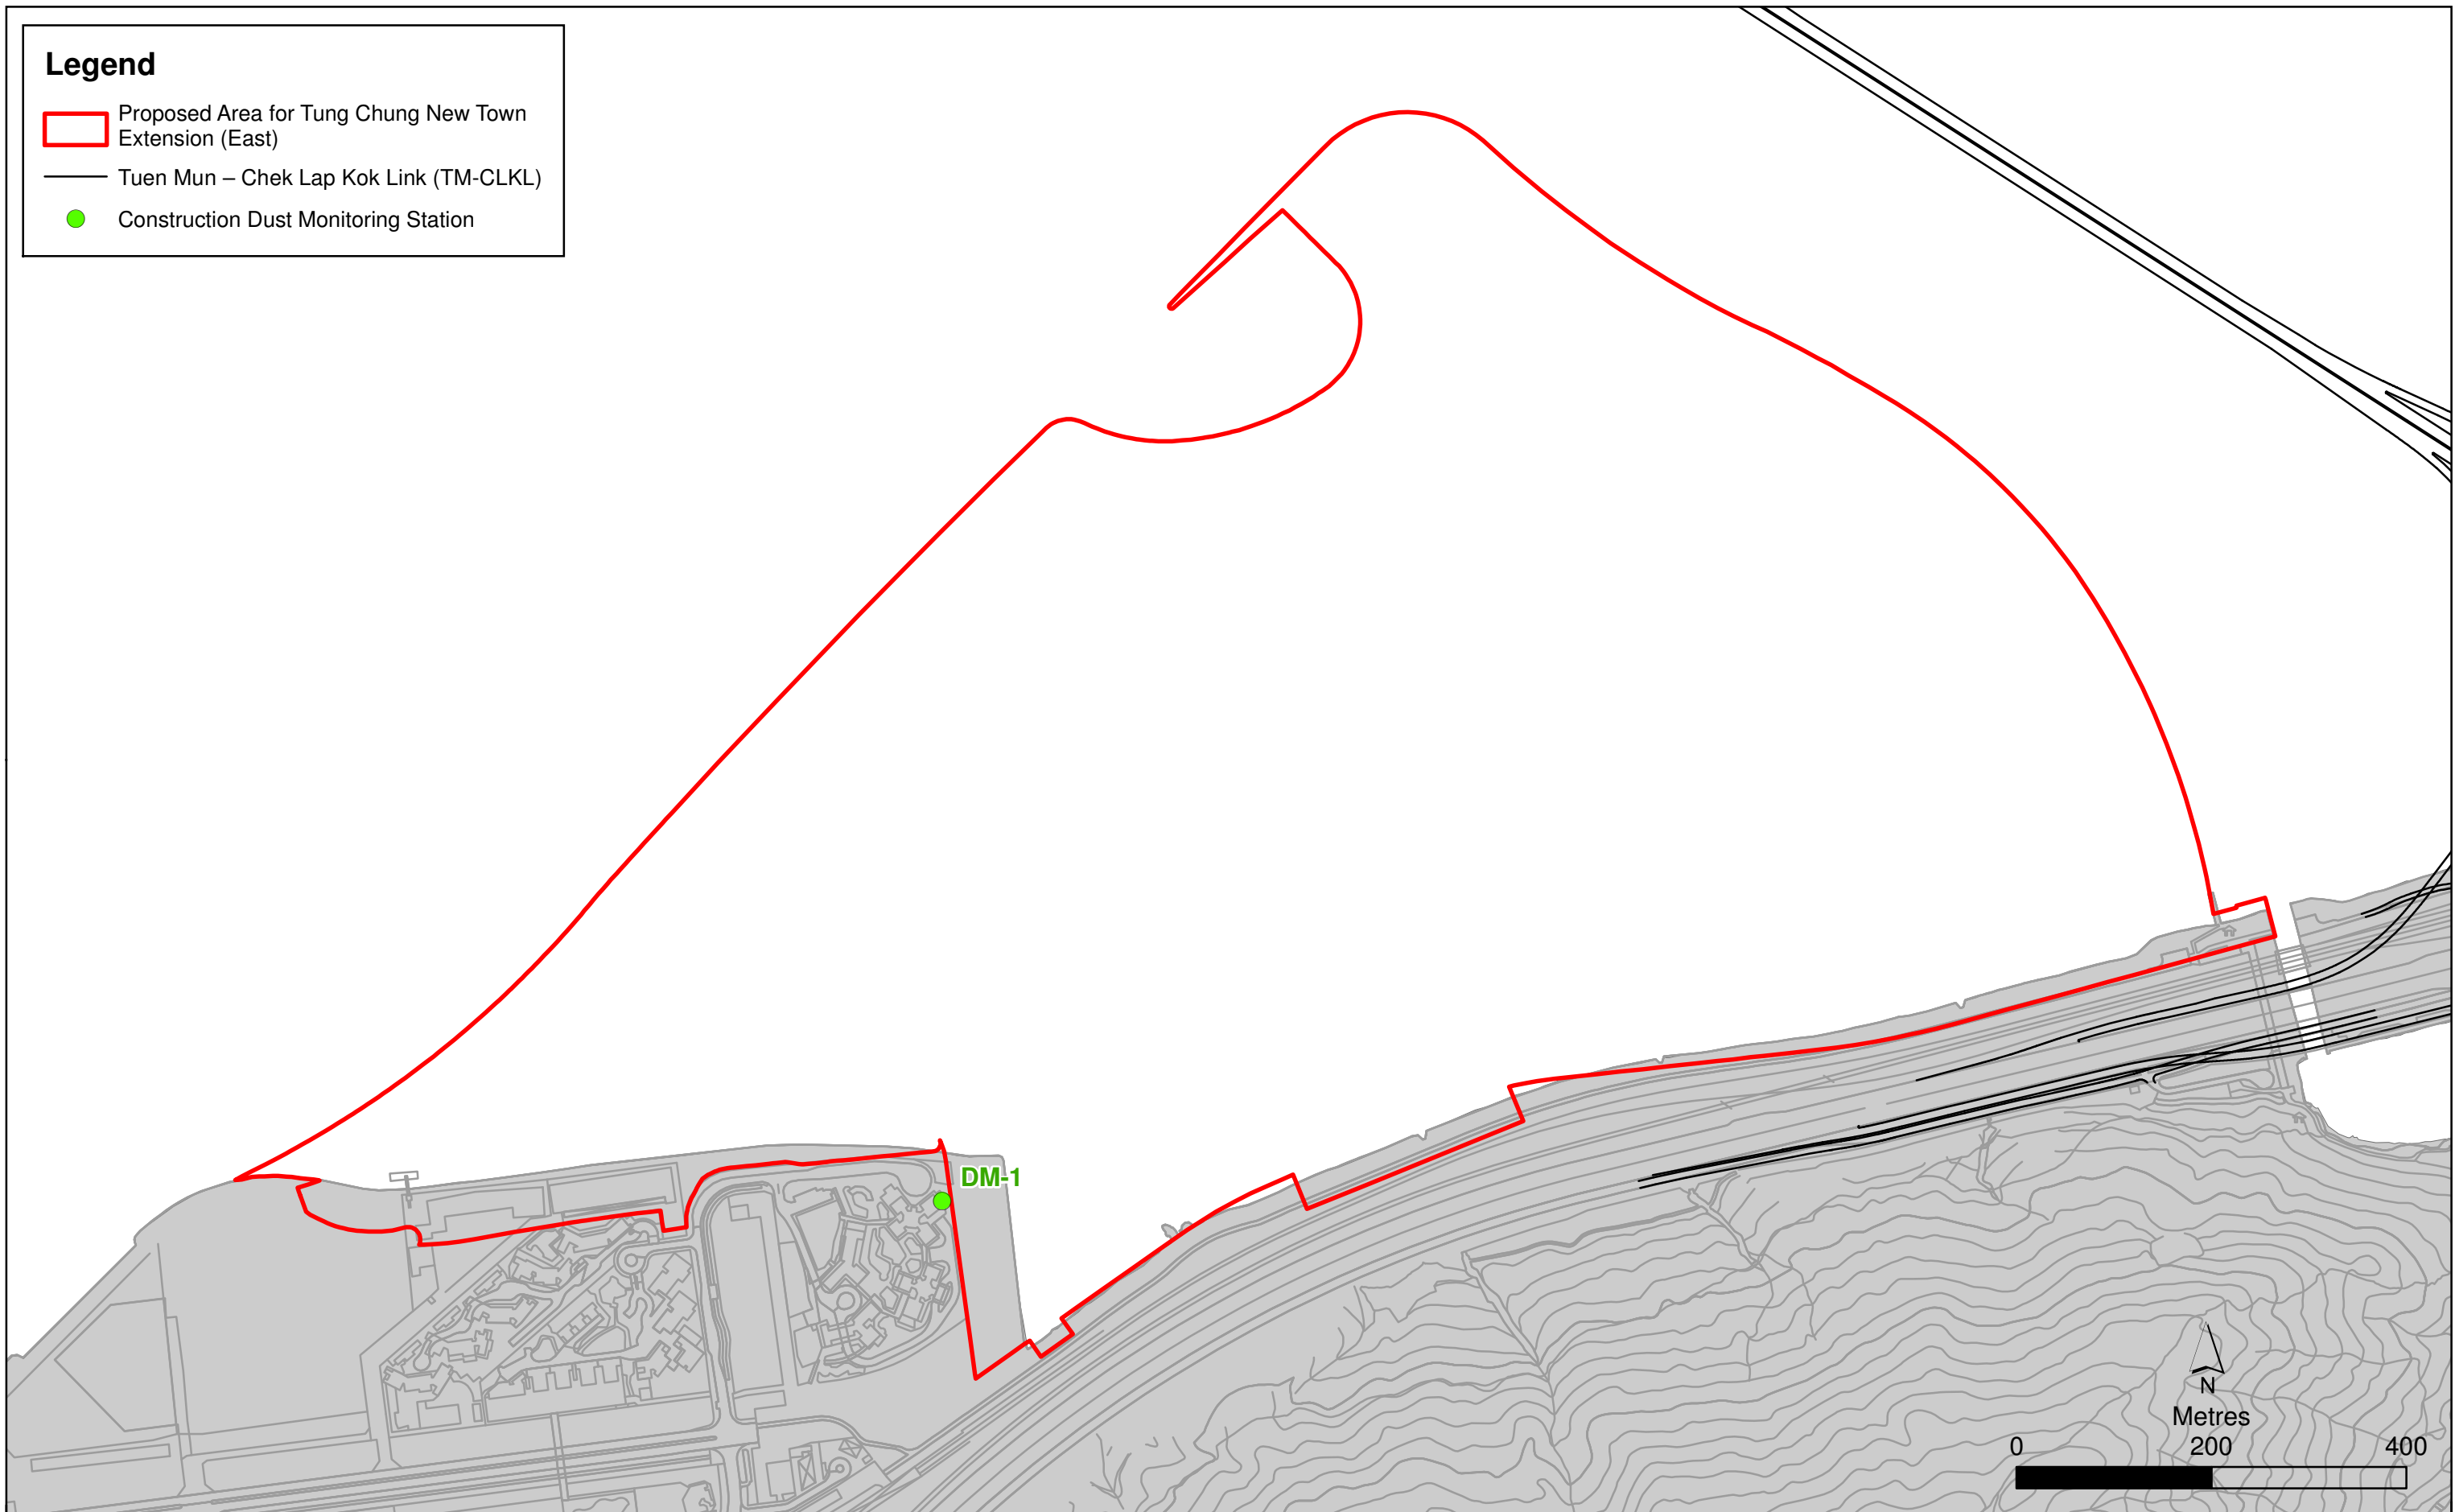 Legend
Proposed Area for Tung Chung New Town
Extension (East)
Tuen Mun – Chek Lap Kok Link (TM-CLKL)
Construction Dust Monitoring Station
DM-1
N
Metres
0 200 400